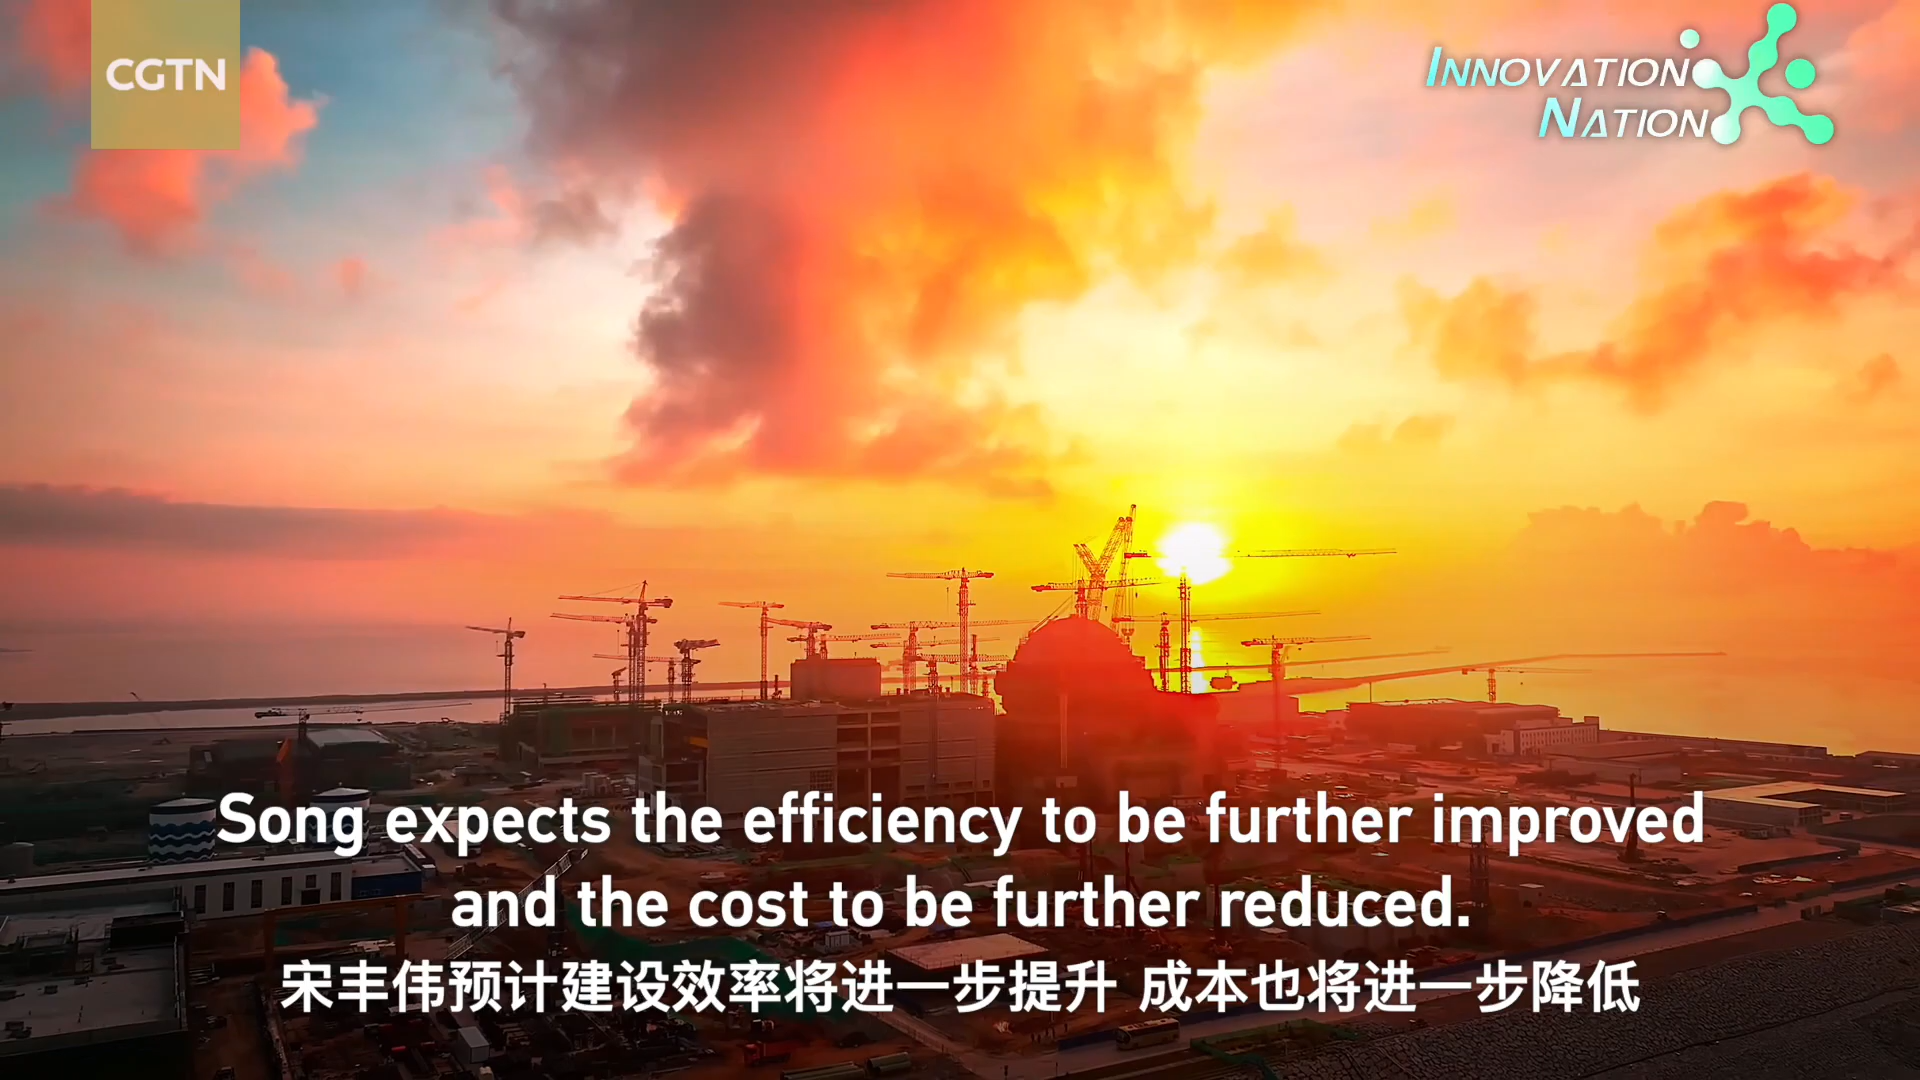 CGTN
INNOVATION
NATION
Song expects the efficiency to be further improved
and the cost to be further reduced.
宋丰伟预计建设效率将进一步提升 成本也将进一步降低